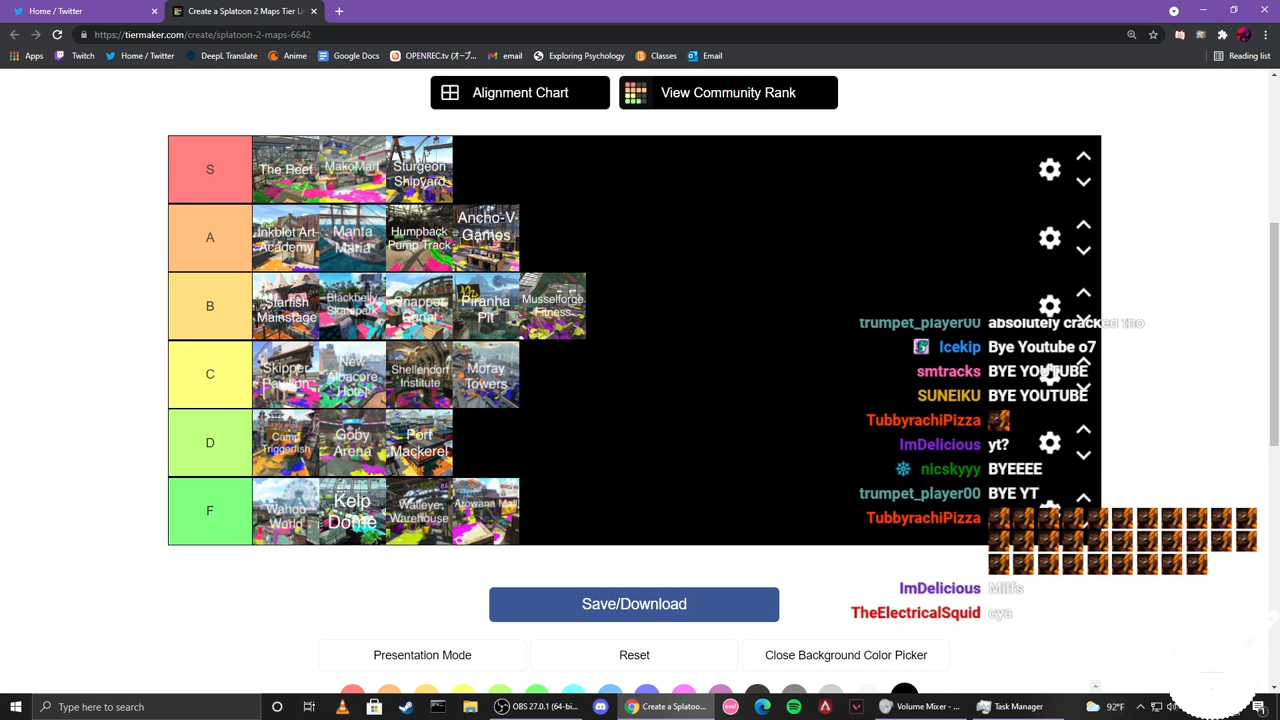 Home / Twitter
Create a Splatoon 2 Maps Tier Li
https://tiermaker.com/create/splatoon-2-maps-6642
Apps Twitch Home / Twitter DeepL Translate Anime Google Docs email Exploring Psychology Classes Email Reading list
Alignment Chart
View Community Rank
S
The Reef
MakoMart
Sturgeon Shipyard
A
Inkblot Art Academy
Manta Maria
Humpback Pump Track
Ancho-V Games
B
Starfish Mainstage
Blackbelly Skatepark
Snapper Canal
Piranha Pit
Musselforge Fitness
C
Skipper Pavilion
New Albacore Hotel
Shellendorf Institute
Moray Towers
D
Camp Triggerfish
Goby Arena
Port Mackerel
F
Wahoo World
Kelp Dome
Walleye Warehouse
Arowana Mall
trumpet_player00 absolutely cracked tho
Icekip Bye Youtube o7
smtracks BYE YOUTUBE
SUNEIKU BYE YOUTUBE
TubbyrachiPizza
ImDelicious yt?
nicskyyy BYEEEE
trumpet_player00 BYE YT
TubbyrachiPizza
ImDelicious Milfs
TheElectricalSquid cya
Save/Download
Presentation Mode
Reset
Close Background Color Picker
Type here to search
OBS 27.0.1 (64-bi...
Create a Splatoo...
Volume Mixer - ...
Task Manager
92°F